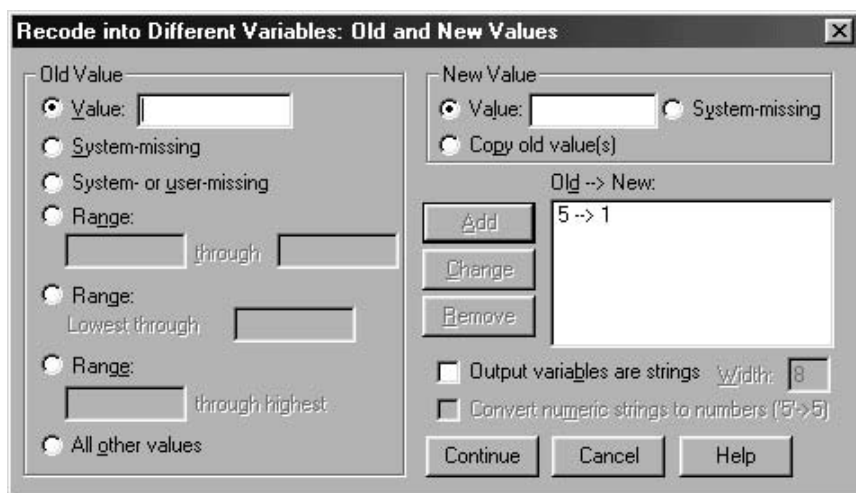 Recode into Different Variables: Old and New Values
Old Value
Value:
System-missing
System- or user-missing
Range:
through
Range:
Lowest through
Range:
through highest
All other values
New Value
Value:
System-missing
Copy old value(s)
Old --> New:
5 --> 1
Add
Change
Remove
Output variables are strings Width: 8
Convert numeric strings to numbers ('5'->5)
Continue Cancel Help